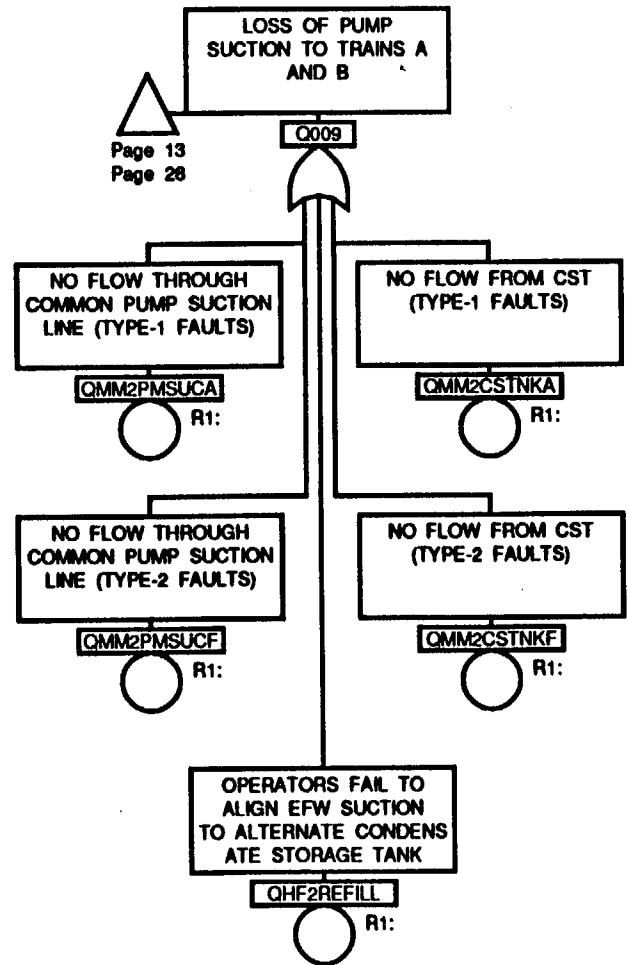 LOSS OF PUMP
SUCTION TO TRAINS A
AND B
Q009
Page 13
Page 26
NO FLOW THROUGH
COMMON PUMP SUCTION
LINE (TYPE-1 FAULTS)
QMM2PMSUCA
R1:
NO FLOW FROM CST
(TYPE-1 FAULTS)
QMM2CSTNKA
R1:
NO FLOW THROUGH
COMMON PUMP SUCTION
LINE (TYPE-2 FAULTS)
QMM2PMSUCF
R1:
NO FLOW FROM CST
(TYPE-2 FAULTS)
QMM2CSTNKF
R1:
OPERATORS FAIL TO
ALIGN EFW SUCTION
TO ALTERNATE CONDENS
ATE STORAGE TANK
QHF2REFILL
R1: